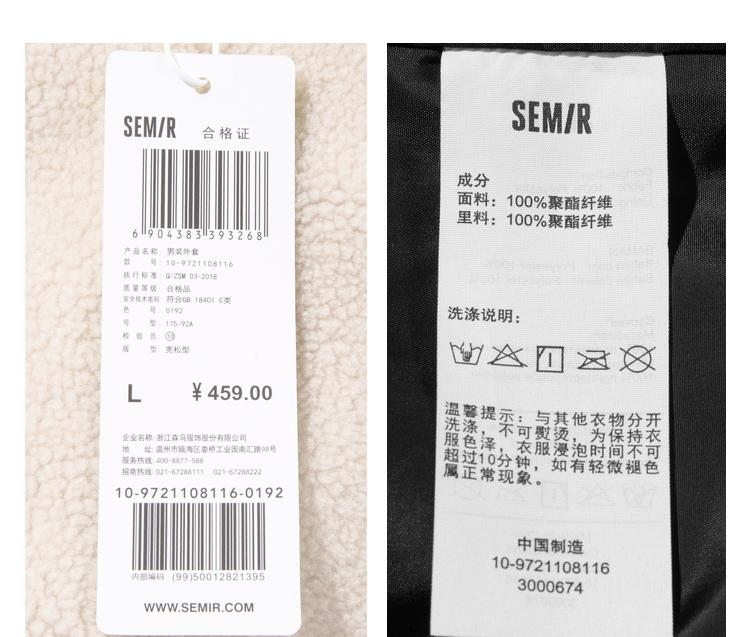 SEMIR 合格证
6 904383 393268
产品名称: 男装外套
款 号: 10-9721108116
执行标准: Q/ZSM 03-2018
质量等级: 合格品
安全技术类别: 符合GB 18401 C类
色 号: 0192
号 型: 175/92A
检 验 员: 10
版 型: 宽松型
L ¥459.00
企业名称: 浙江森马服饰股份有限公司
地 址: 温州市瓯海区娄桥工业园南汇路98号
服务热线: 400-8877-588
招商热线: 021-67288111 021-67288222
10-9721108116-0192
内部编码 (99)50012821395
WWW.SEMIR.COM
SEMIR
成分
面料: 100%聚酯纤维
里料: 100%聚酯纤维
洗涤说明:
温馨提示: 与其他衣物分开
洗涤, 不可熨烫, 为保持衣
服色泽, 衣服浸泡时间不可
超过10分钟, 如有轻微褪色
属正常现象。
中国制造
10-9721108116
3000674